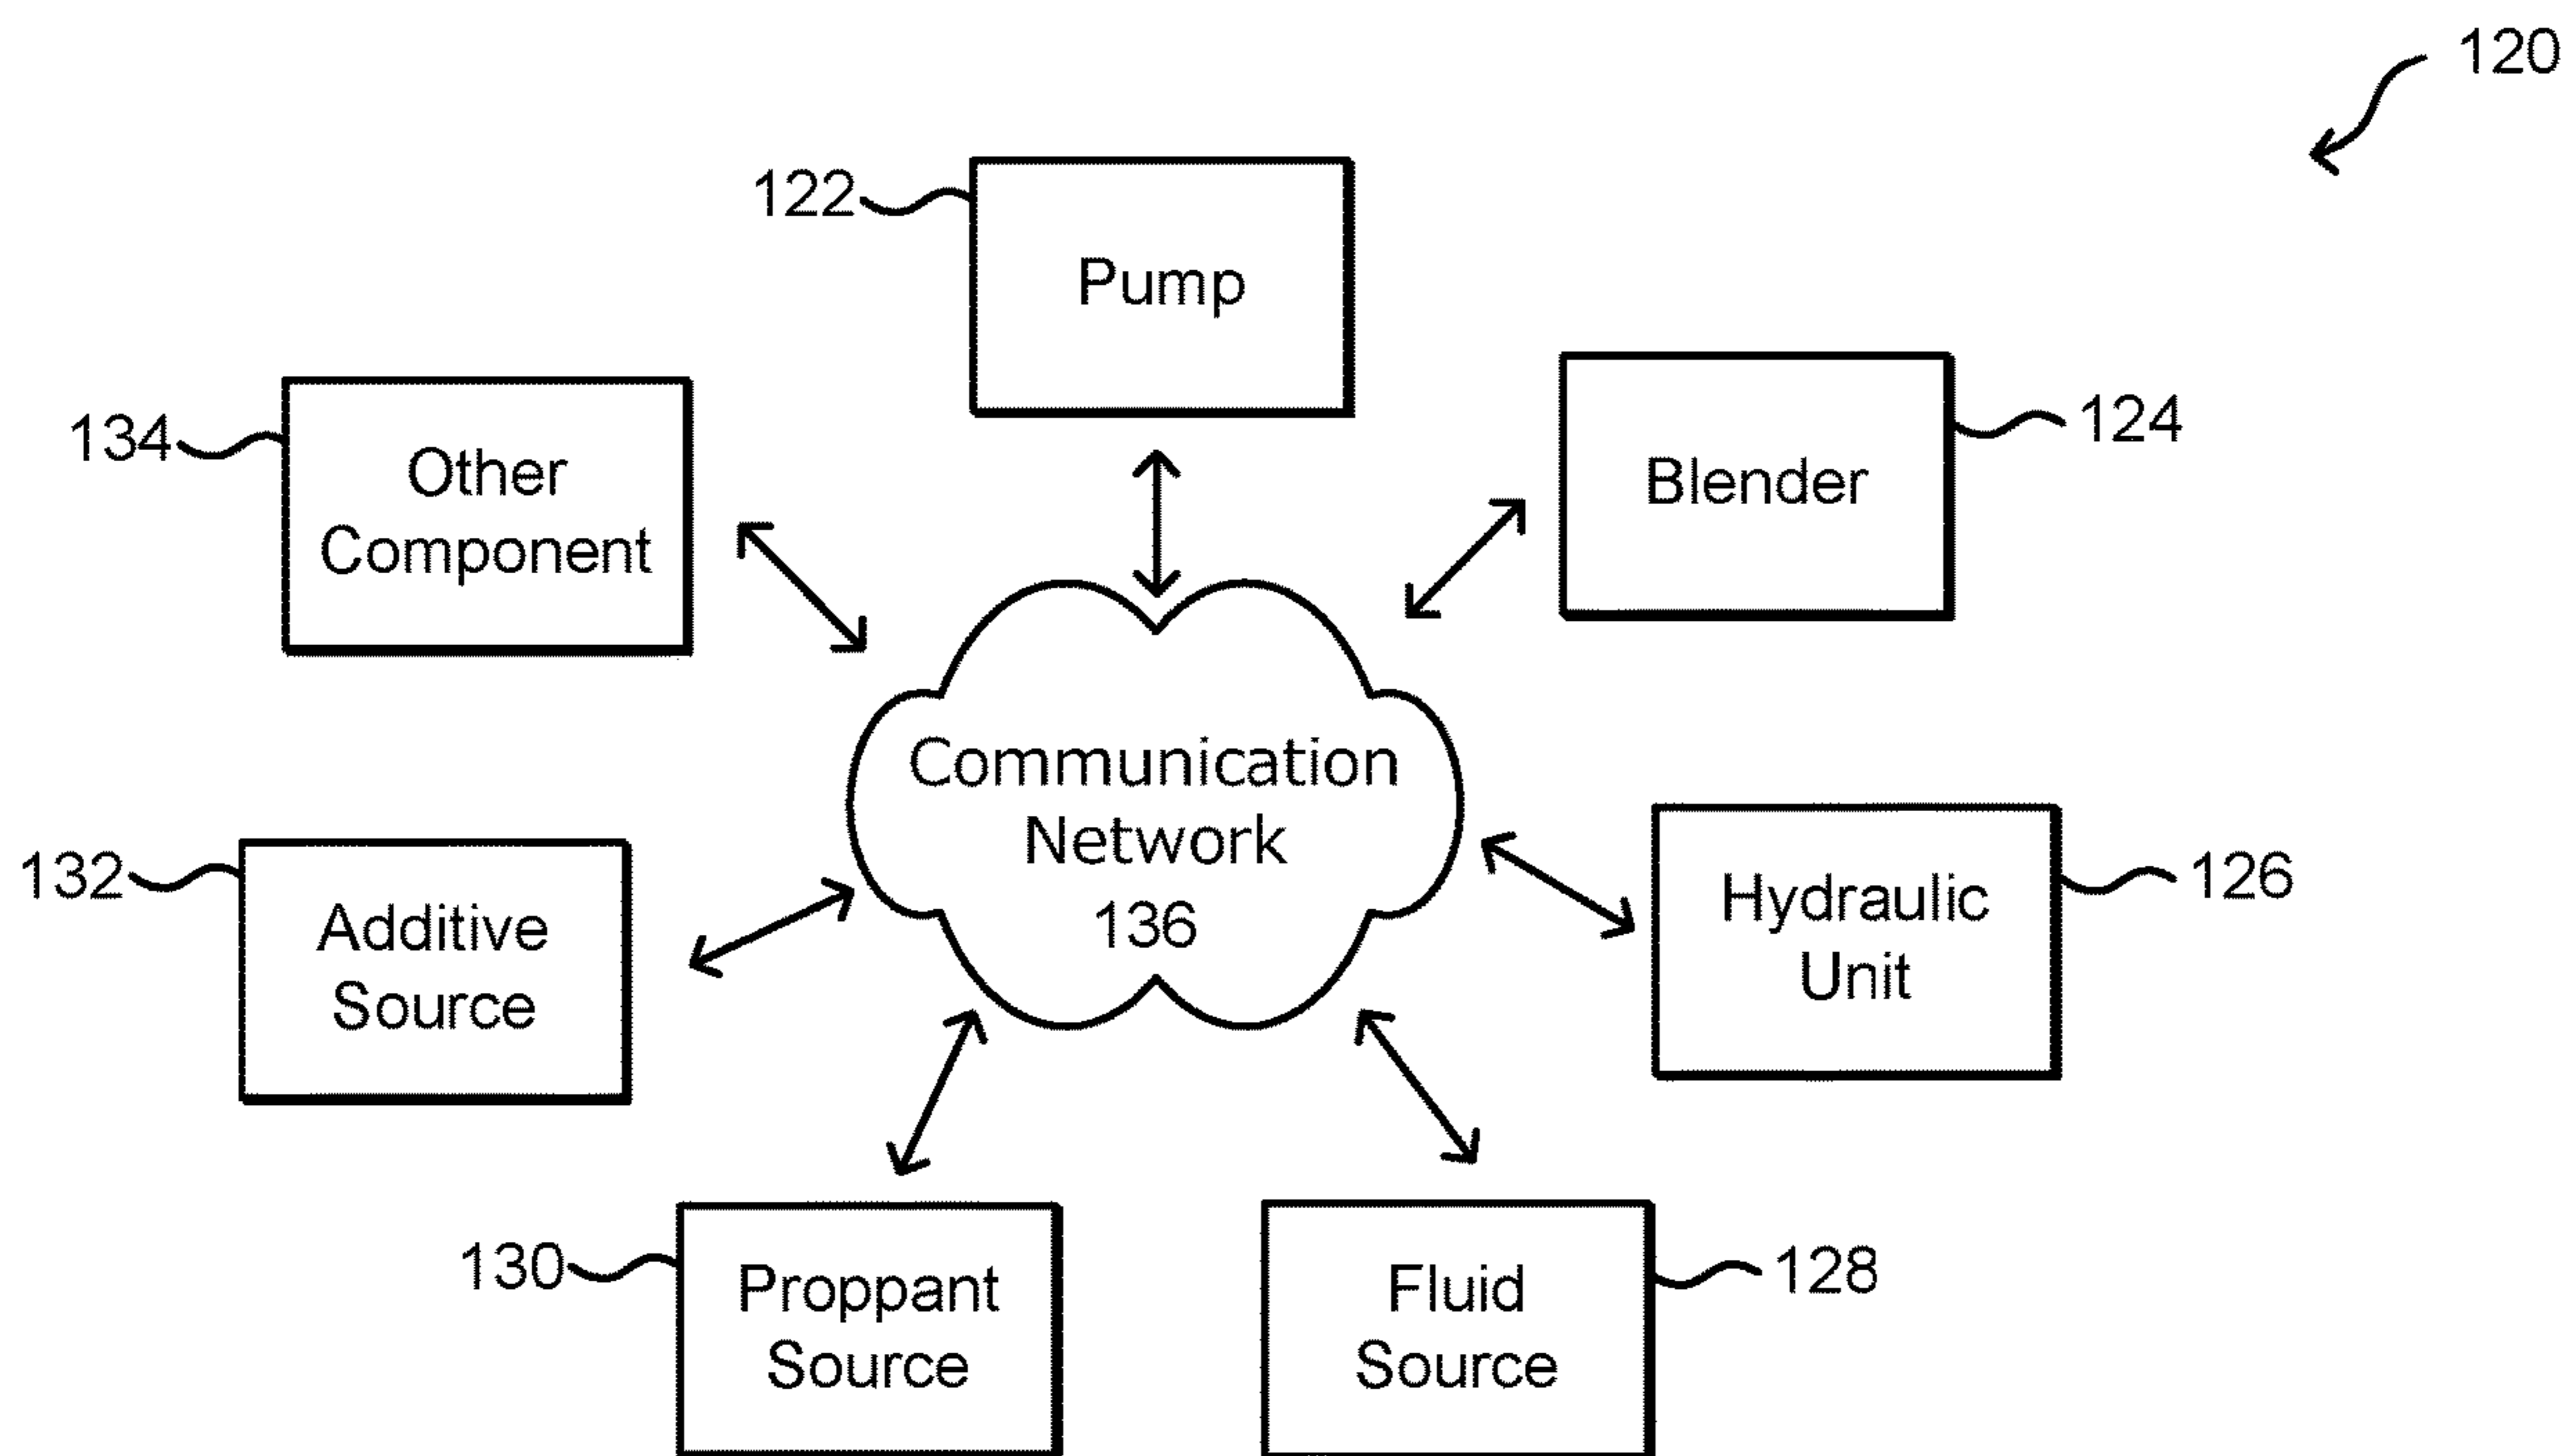 120
122
Pump
134
Other
Component
Blender
124
Communication
Network
136
132
Additive
Source
Hydraulic
Unit
126
130
Proppant
Source
Fluid
Source
128